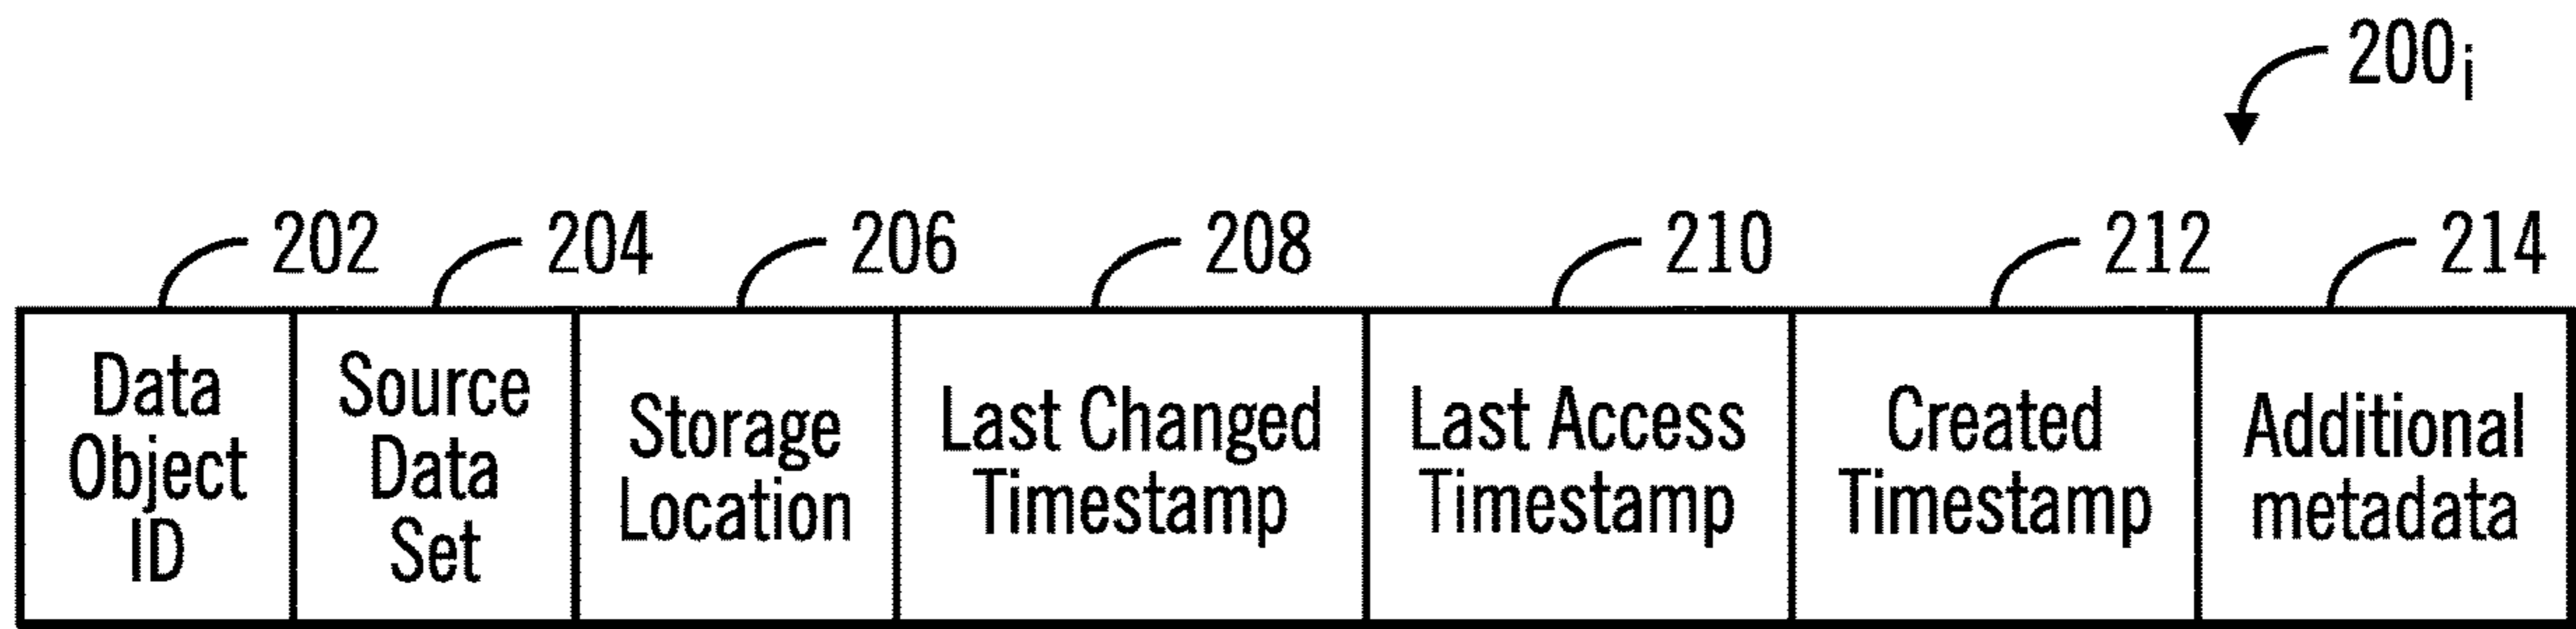 200i
202
204
206
208
210
212
214
Data
Object
ID
Source
Data
Set
Storage
Location
Last Changed
Timestamp
Last Access
Timestamp
Created
Timestamp
Additional
metadata